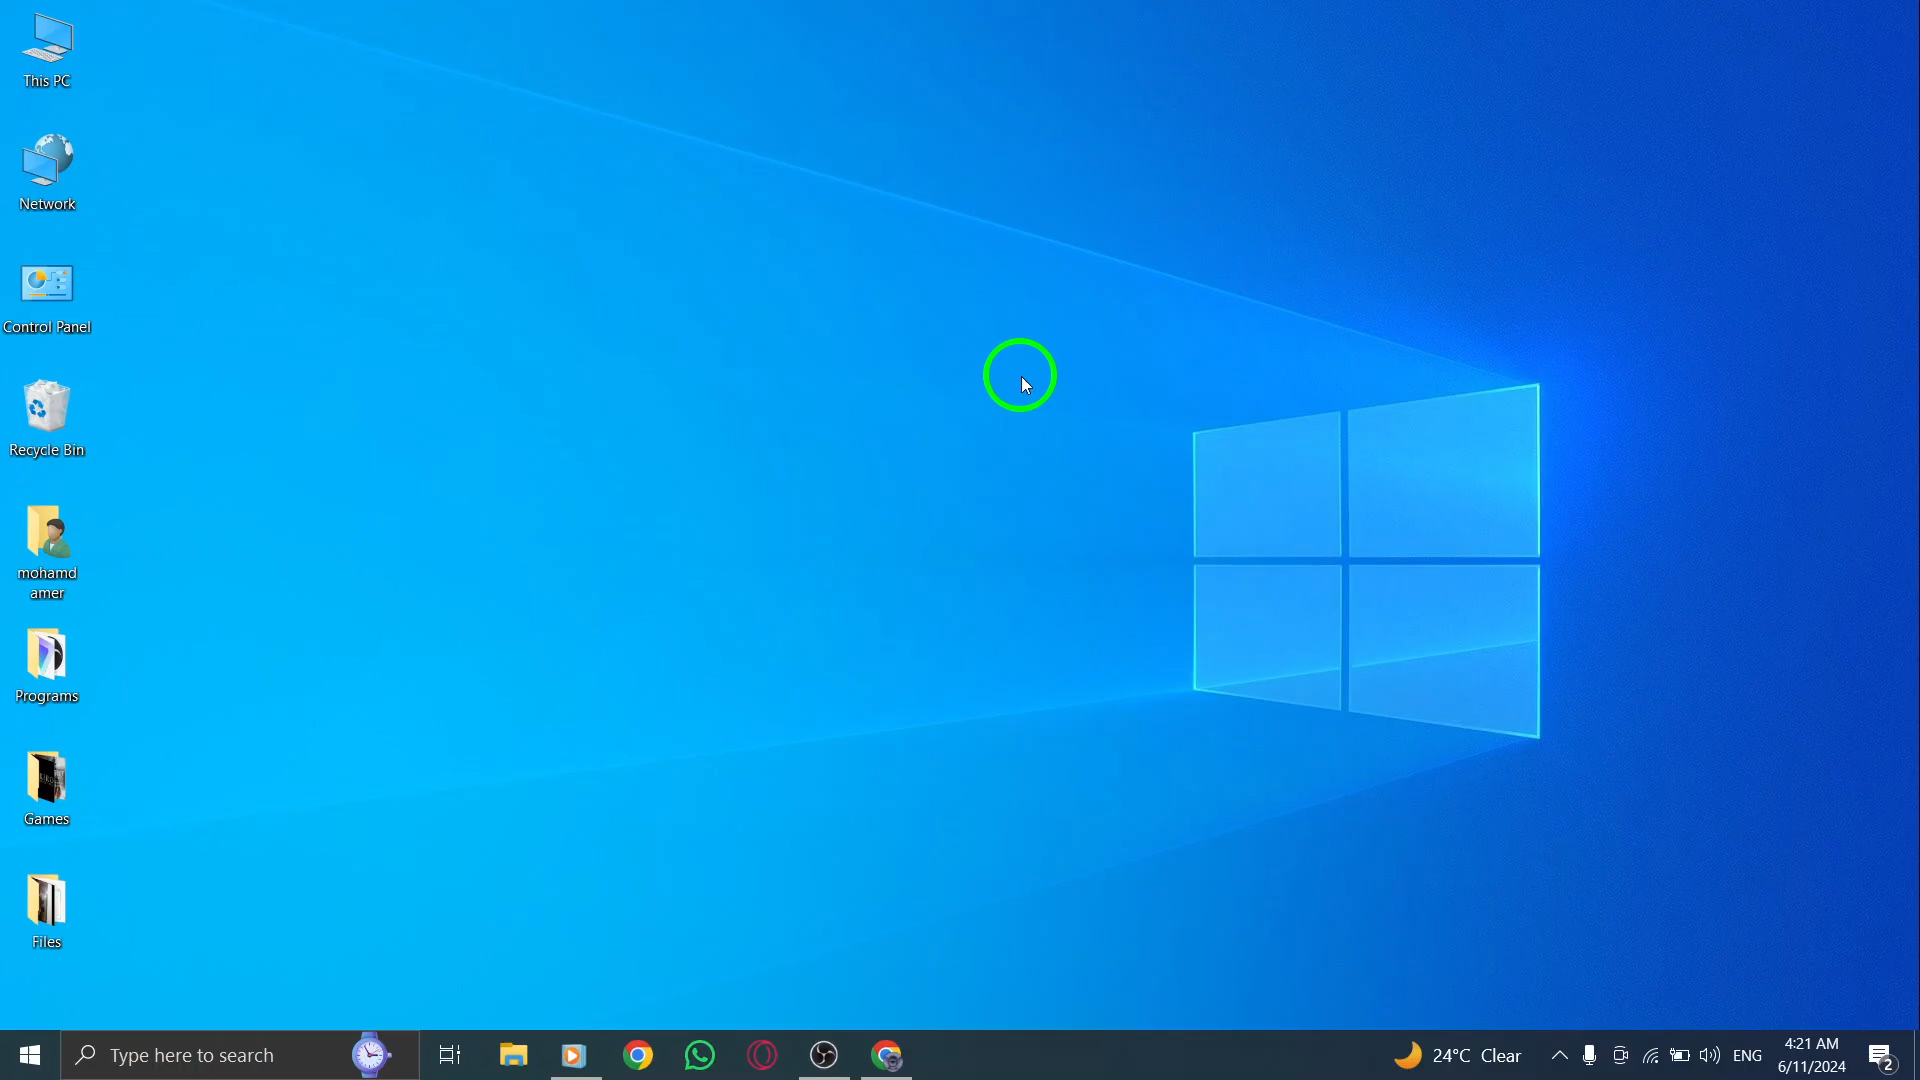 This PC
Network
Control Panel
Recycle Bin
mohamd
amer
Programs
Games
Files
Type here to search
24°C Clear
ENG
4:21 AM
6/11/2024
2